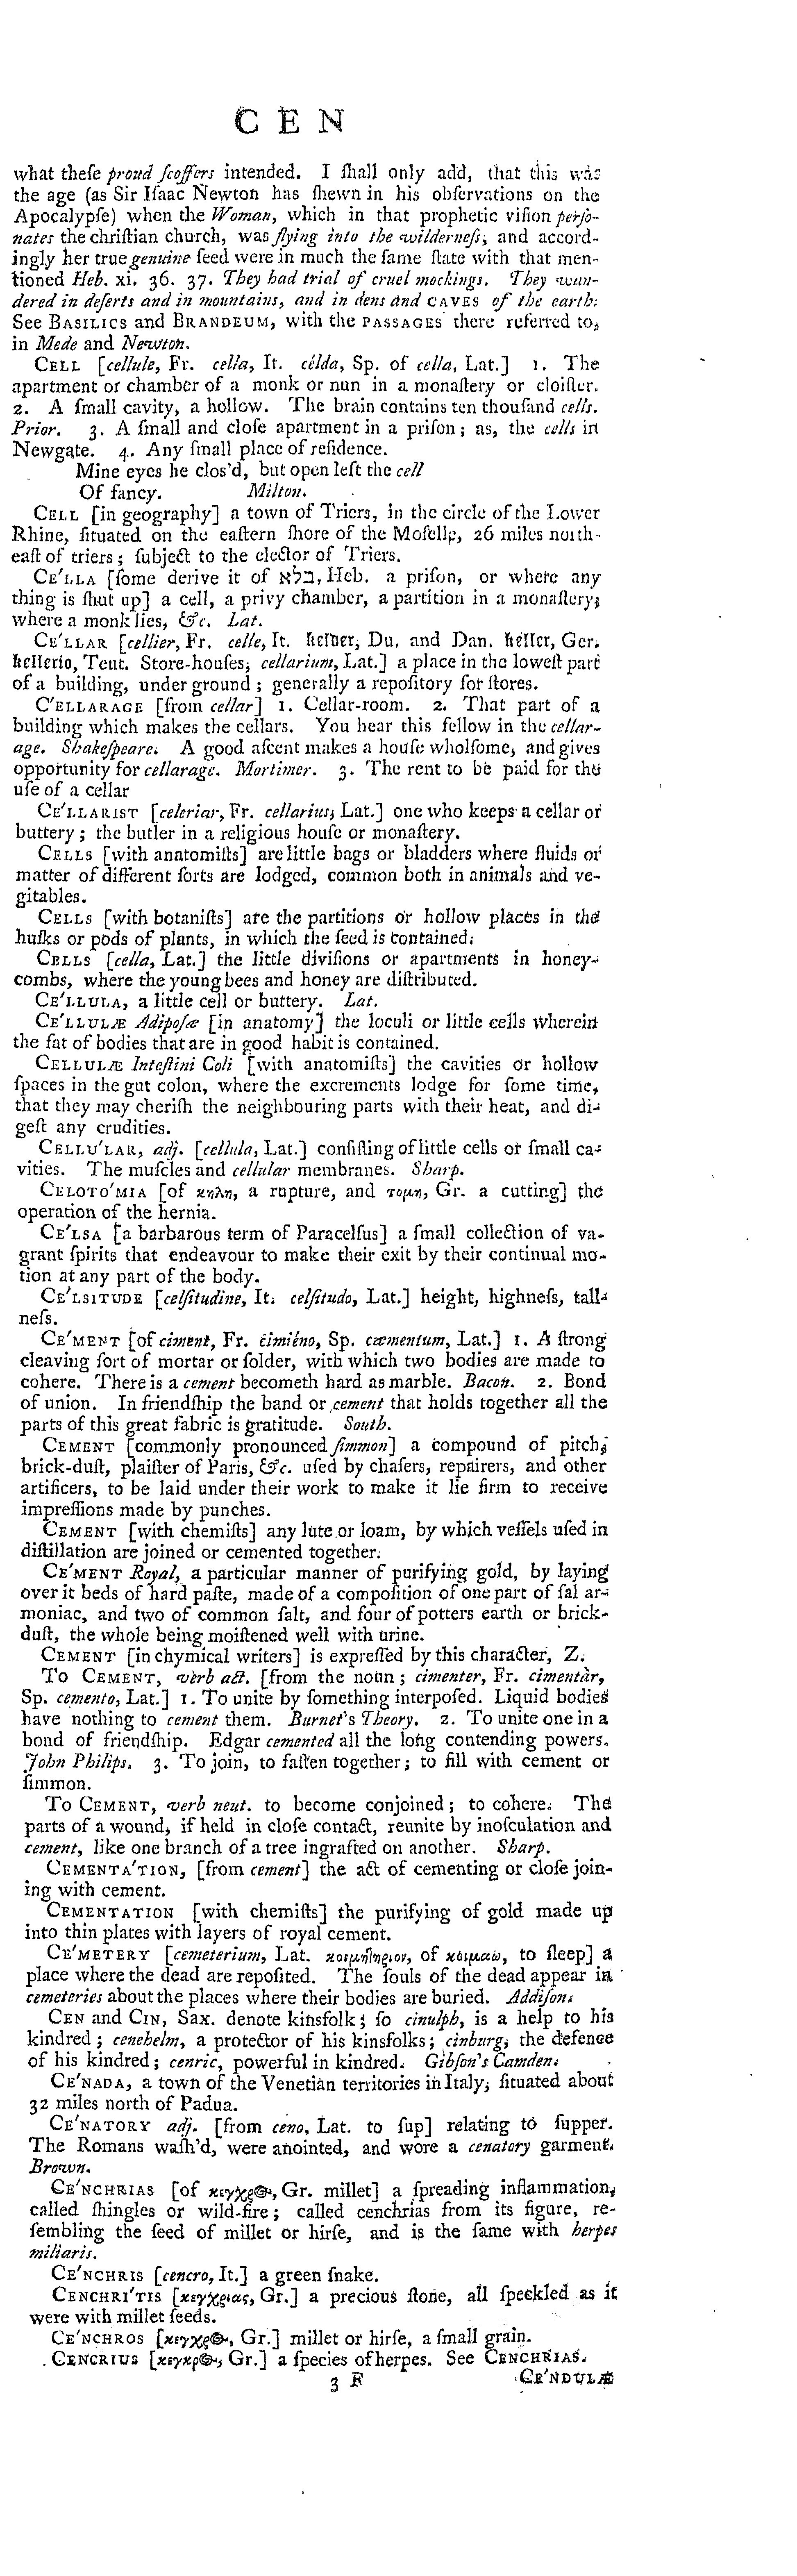 C E N
what theſe proud ſcoffers intended. I ſhall only add, that this was
the age (as Sir Iſaac Newton has ſhewn in his obſervations on the
Apocalypſe) when the Woman, which in that prophetic viſion perſo-
nates the chriſtian church, was flying into the wilderneſs, and accord-
ingly her true genuine ſeed were in much the ſame ſtate with that men-
tioned Heb. xi. 36. 37. They had trial of cruel mockings. They wan-
dered in deſerts and in mountains, and in dens and CAVES of the earth.
See BASILICS and BRANDEUM, with the PASSAGES there referred to,
in Mede and Newton.
CELL [cellule, Fr. cella, It. célda, Sp. of cella, Lat.] 1. The
apartment or chamber of a monk or nun in a monaſtery or cloiſter.
2. A ſmall cavity, a hollow. The brain contains ten thouſand cells.
Prior. 3. A ſmall and cloſe apartment in a priſon; as, the cells in
Newgate. 4. Any ſmall place of reſidence.
Mine eyes he clos'd, but open left the cell
Of fancy. Milton.
CELL [in geography] a town of Triers, in the circle of the Lower
Rhine, ſituated on the eaſtern ſhore of the Moſelle, 26 miles north-
eaſt of triers; ſubject to the elector of Triers.
CE'LLA [ſome derive it of כלא, Heb. a priſon, or where any
thing is ſhut up] a cell, a privy chamber, a partition in a monaſtery,
where a monk lies, &c. Lat.
CE'LLAR [cellier, Fr. celle, It. kelder, Du. and Dan. keller, Ger.
kellerio, Teut. Store-houſes, cellarium, Lat.] a place in the loweſt part
of a building, under ground; generally a repoſitory for ſtores.
C'ELLARAGE [from cellar] 1. Cellar-room. 2. That part of a
building which makes the cellars. You hear this fellow in the cellar-
age. Shakeſpeare. A good aſcent makes a houſe wholſome, and gives
opportunity for cellarage. Mortimer. 3. The rent to be paid for the
uſe of a cellar
CE'LLARIST [celeriar, Fr. cellarius, Lat.] one who keeps a cellar or
buttery; the butler in a religious houſe or monaſtery.
CELLS [with anatomiſts] are little bags or bladders where fluids or
matter of different ſorts are lodged, common both in animals and ve-
gitables.
CELLS [with botaniſts] are the partitions or hollow places in the
huſks or pods of plants, in which the ſeed is contained.
CELLS [cella, Lat.] the little diviſions or apartments in honey-
combs, where the young bees and honey are diſtributed.
CE'LLULA, a little cell or buttery. Lat.
CE'LLULÆ Adipoſæ [in anatomy] the loculi or little cells wherein
the fat of bodies that are in good habit is contained.
CELLULÆ Inteſtini Coli [with anatomiſts] the cavities or hollow
ſpaces in the gut colon, where the excrements lodge for ſome time,
that they may cheriſh the neighbouring parts with their heat, and di-
geſt any crudities.
CELLU'LAR, adj. [cellula, Lat.] conſiſting of little cells or ſmall ca-
vities. The muſcles and cellular membranes. Sharp.
CELOTO'MIA [of κηλη, a rupture, and τομη, Gr. a cutting] the
operation of the hernia.
CE'LSA [a barbarous term of Paracelſus] a ſmall collection of va-
grant ſpirits that endeavour to make their exit by their continual mo-
tion at any part of the body.
CE'LSITUDE [celſitudine, It. celſitudo, Lat.] height, highneſs, tall-
neſs.
CE'MENT [of ciment, Fr. cimiéno, Sp. cæmentum, Lat.] 1. A ſtrong
cleaving ſort of mortar or ſolder, with which two bodies are made to
cohere. There is a cement becometh hard as marble. Bacon. 2. Bond
of union. In friendſhip the band or cement that holds together all the
parts of this great fabric is gratitude. South.
CEMENT [commonly pronounced ſimmon] a compound of pitch,
brick-duſt, plaiſter of Paris, &c. uſed by chaſers, repairers, and other
artificers, to be laid under their work to make it lie firm to receive
impreſſions made by punches.
CEMENT [with chemiſts] any lute or loam, by which veſſels uſed in
diſtillation are joined or cemented together.
CE'MENT Royal, a particular manner of purifying gold, by laying
over it beds of hard paſte, made of a compoſition of one part of ſal ar-
moniac, and two of common ſalt, and four of potters earth or brick-
duſt, the whole being moiſtened well with urine.
CEMENT [in chymical writers] is expreſſed by this character, Z.
To CEMENT, verb act. [from the noun; cimenter, Fr. cimentàr,
Sp. cemento, Lat.] 1. To unite by ſomething interpoſed. Liquid bodies
have nothing to cement them. Burnet's Theory. 2. To unite one in a
bond of friendſhip. Edgar cemented all the long contending powers.
John Philips. 3. To join, to faſten together; to fill with cement or
ſimmon.
To CEMENT, verb neut. to become conjoined; to cohere. The
parts of a wound, if held in cloſe contact, reunite by inoſculation and
cement, like one branch of a tree ingrafted on another. Sharp.
CEMENTA'TION, [from cement] the act of cementing or cloſe join-
ing with cement.
CEMENTATION [with chemiſts] the purifying of gold made up
into thin plates with layers of royal cement.
CE'METERY [cemeterium, Lat. κοιμητηριον, of κοιμαω, to ſleep] a
place where the dead are repoſited. The ſouls of the dead appear in
cemeteries about the places where their bodies are buried. Addiſon.
CEN and CIN, Sax. denote kinsfolk; ſo cinulph, is a help to his
kindred; cenehelm, a protector of his kinsfolks; cinburg, the defence
of his kindred; cenric, powerful in kindred. Gibſon's Camden.
CE'NADA, a town of the Venetian territories in Italy, ſituated about
32 miles north of Padua.
CE'NATORY adj. [from ceno, Lat. to ſup] relating to ſupper.
The Romans waſh'd, were anointed, and wore a cenatory garment.
Brown.
CE'NCHRIAS [of κεγχρος, Gr. millet] a ſpreading inflammation,
called ſhingles or wild-fire; called cenchrias from its figure, re-
ſembling the ſeed of millet or hirſe, and is the ſame with herpes
miliaris.
CE'NCHRIS [cencro, It.] a green ſnake.
CENCHRI'TIS [κεγχριας, Gr.] a precious ſtone, all ſpeckled as it
were with millet ſeeds.
CE'NCHROS [κεγχρος, Gr.] millet or hirſe, a ſmall grain.
CENCRIUS [κεγκρος, Gr.] a ſpecies of herpes. See CENCHRIAS.
3 F CE'NDULÆ